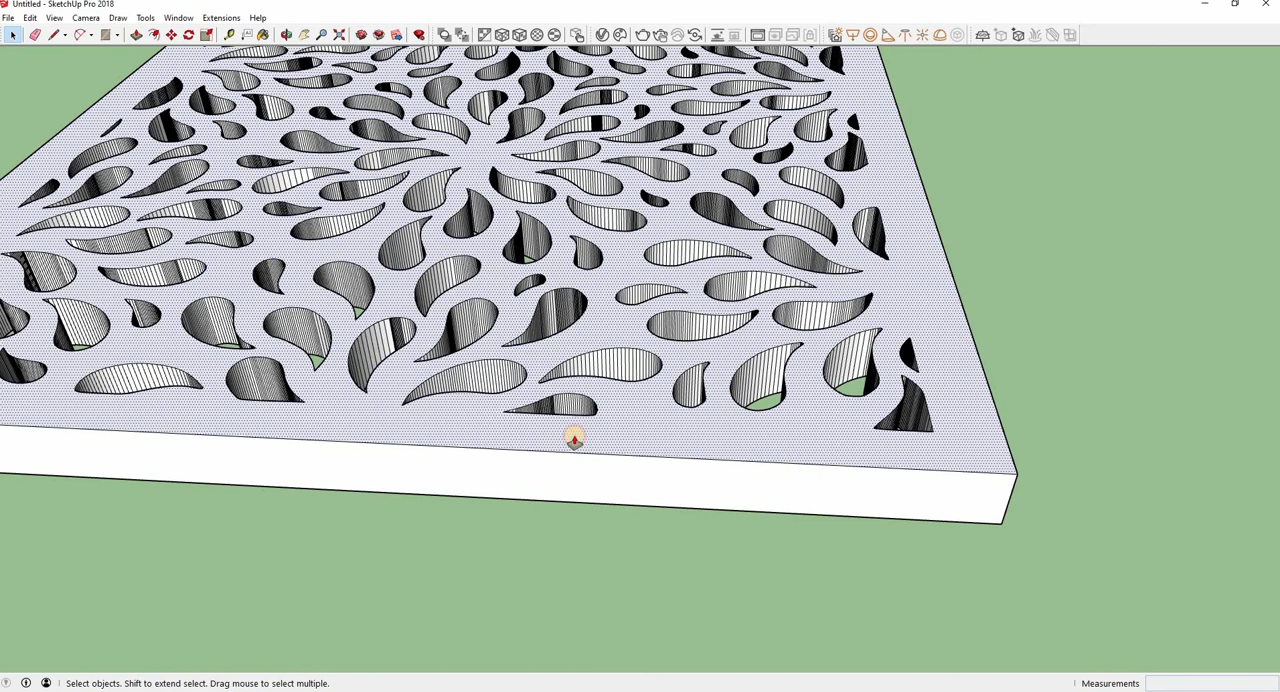 Untitled - SketchUp Pro 2018
File Edit View Camera Draw Tools Window Extensions Help
Select objects. Shift to extend select. Drag mouse to select multiple.
Measurements